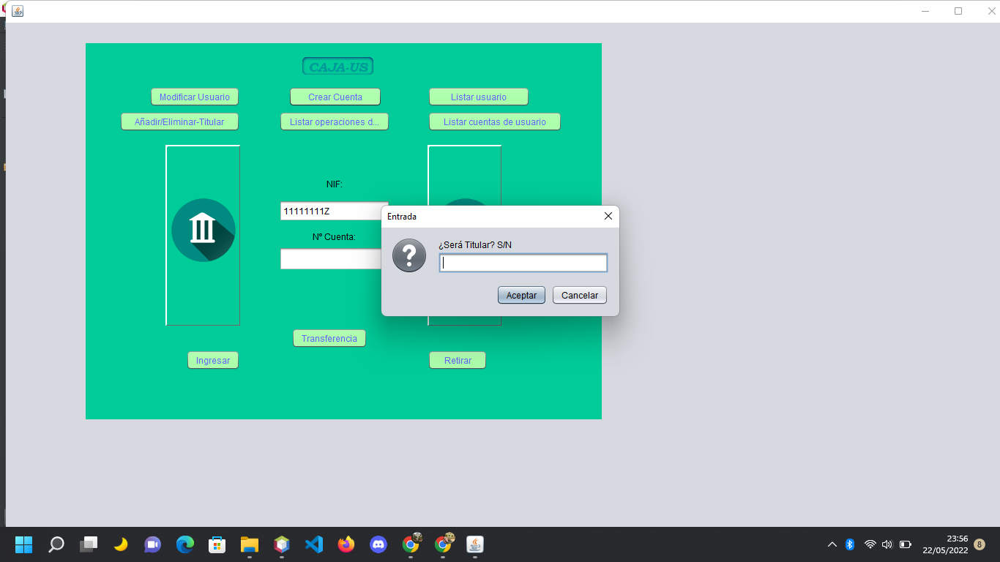 CAJA-US
Modificar Usuario
Crear Cuenta
Listar usuario
Añadir/Eliminar-Titular
Listar operaciones d...
Listar cuentas de usuario
NIF:
11111111Z
Nº Cuenta:
Entrada
¿Será Titular? S/N
Aceptar
Cancelar
Transferencia
Ingresar
Retirar
23:56
22/05/2022
8